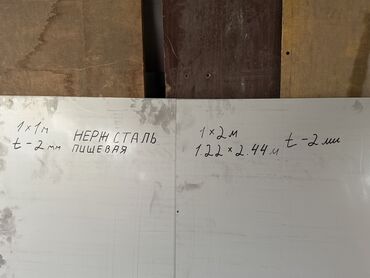 1×1м
t-2мм
НЕРЖ СТАЛЬ
ПИЩЕВАЯ
1×2м
1.22×2.44м
t-2мм